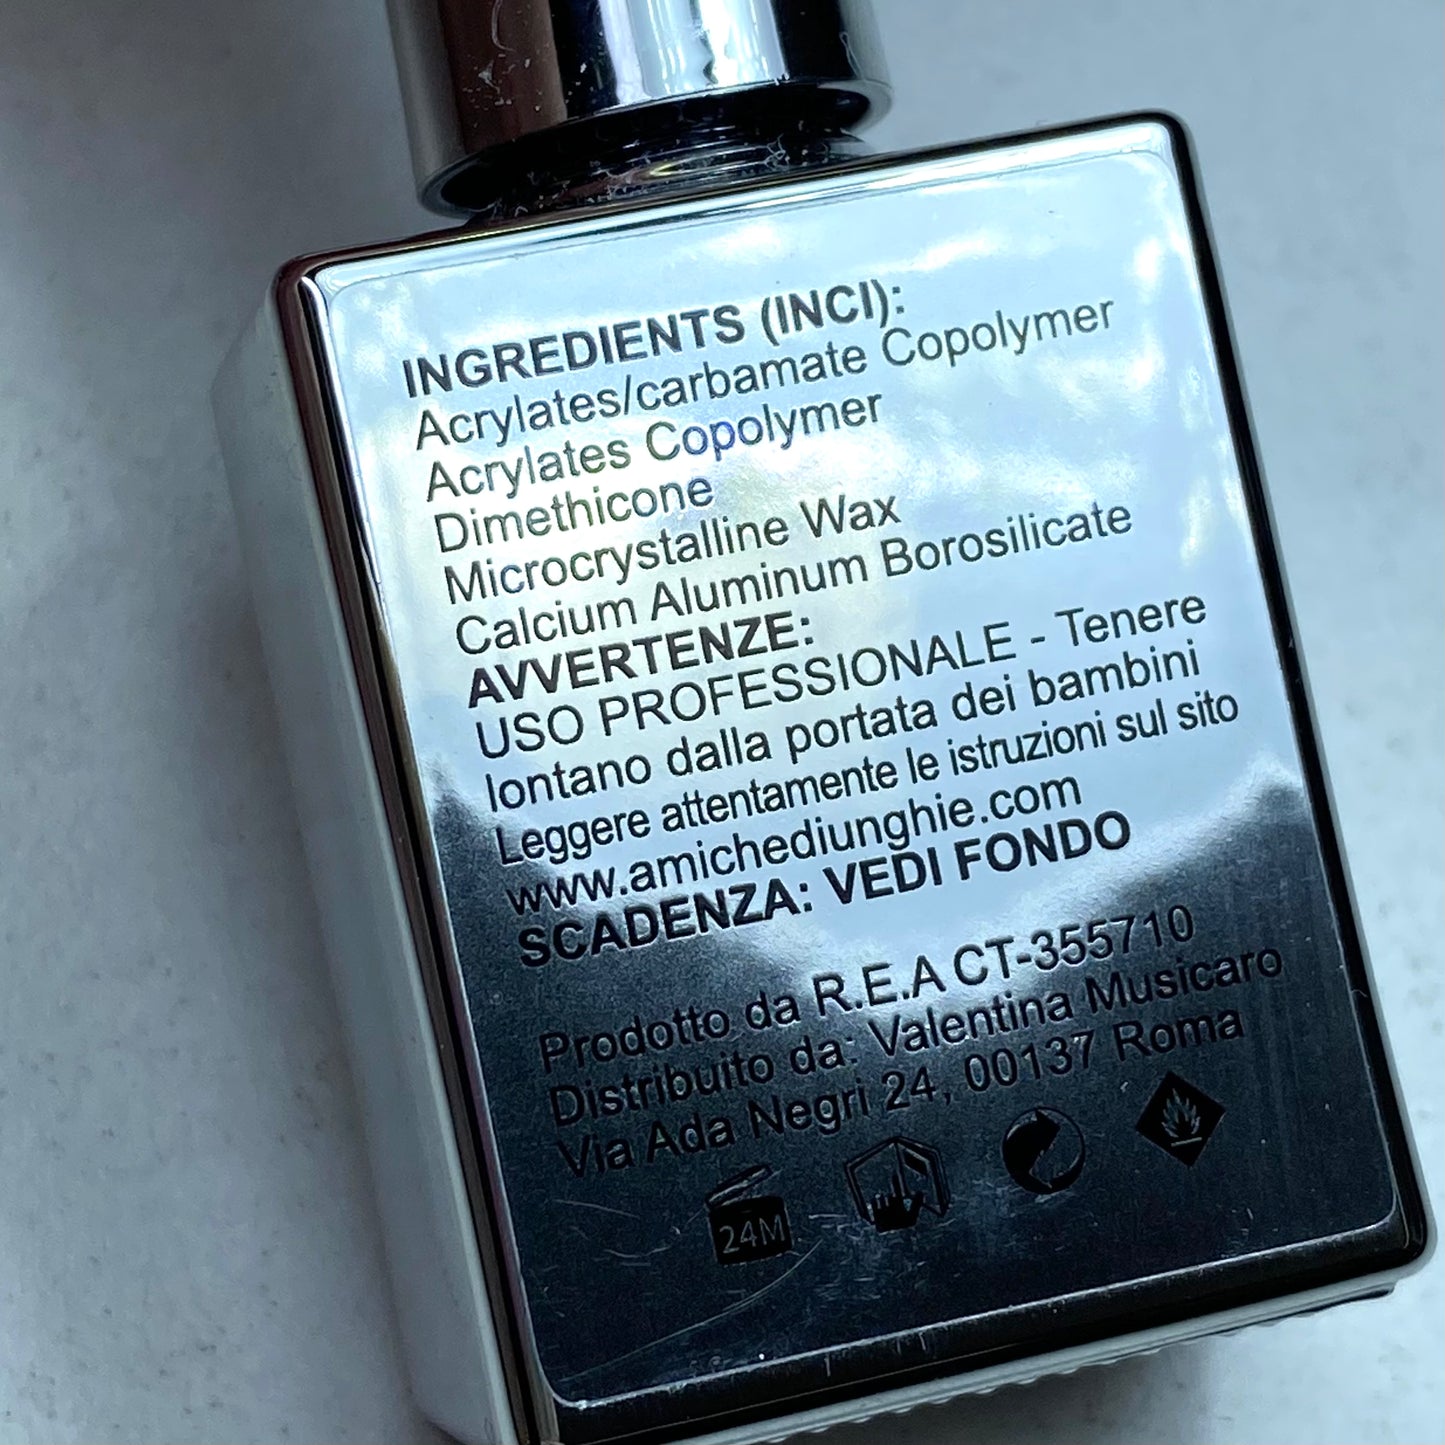 INGREDIENTS (INCI):
Acrylates/carbamate Copolymer
Acrylates Copolymer
Dimethicone
Microcrystalline Wax
Calcium Aluminum Borosilicate
AVVERTENZE:
USO PROFESSIONALE - Tenere
lontano dalla portata dei bambini
Leggere attentamente le istruzioni sul sito
www.amichediunghie.com
SCADENZA: VEDI FONDO
Prodotto da R.E.A CT-355710
Distribuito da: Valentina Musicaro
Via Ada Negri 24, 00137 Roma
24M